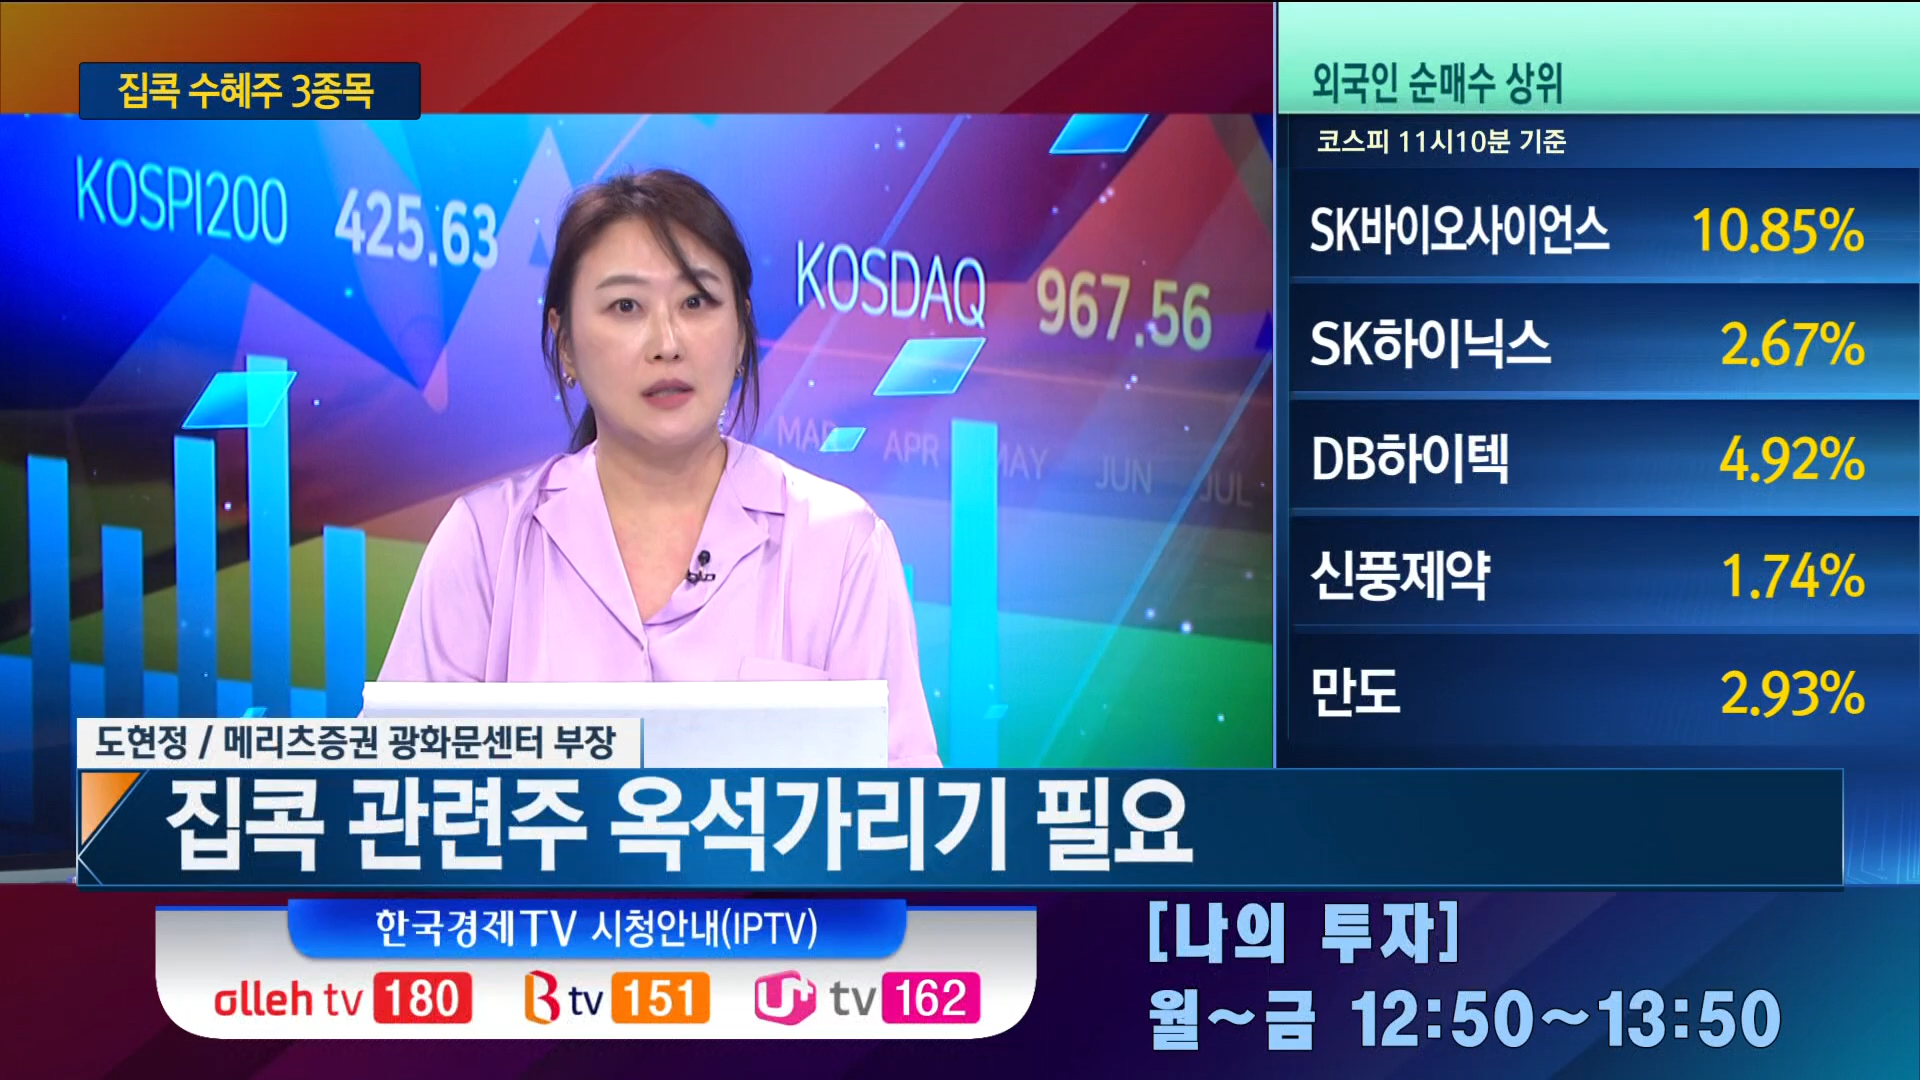 집콕 수혜주 3종목
KOSPI200 425.63
KOSDAQ 967.56
MAR APR MAY JUN JUL
외국인 순매수 상위
코스피 11시10분 기준
SK바이오사이언스 10.85%
SK하이닉스 2.67%
DB하이텍 4.92%
신풍제약 1.74%
만도 2.93%
도현정 / 메리츠증권 광화문센터 부장
집콕 관련주 옥석가리기 필요
한국경제TV 시청안내(IPTV)
olleh tv 180 B tv 151 U+ tv 162
[나의 투자]
월~금 12:50~13:50